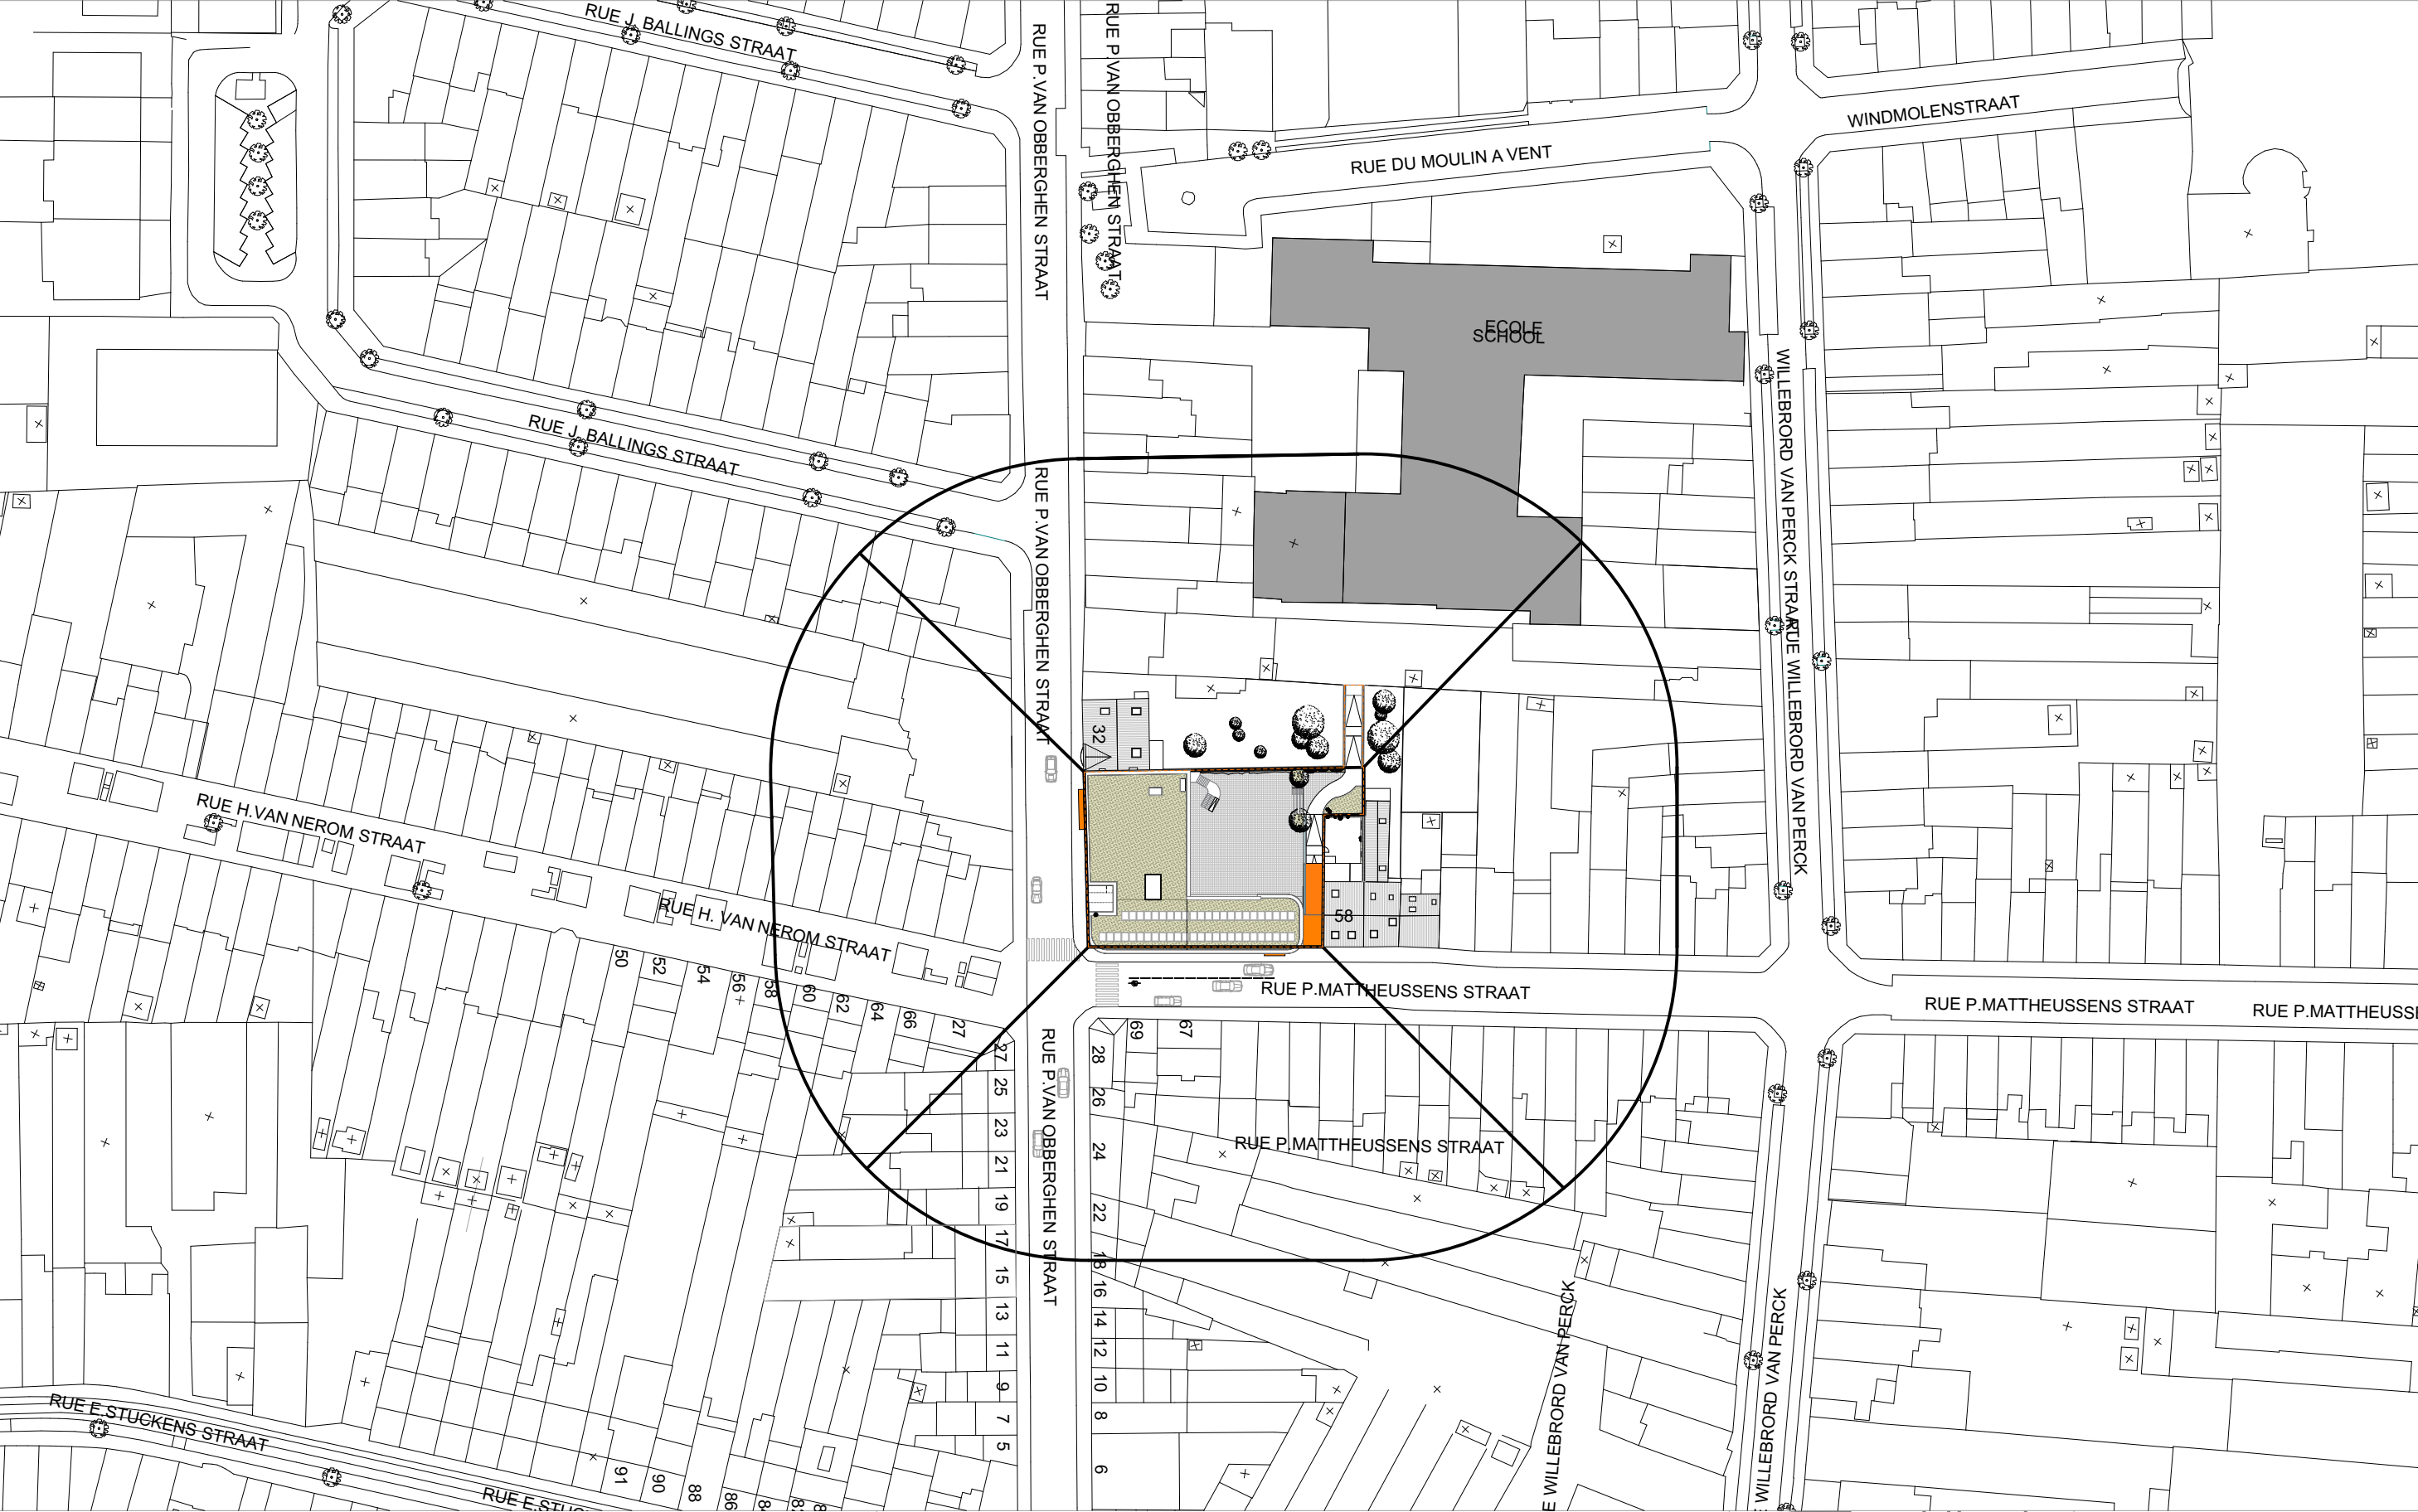 RUE J. BALLINGS STRAAT
RUE P.VAN OBBERGHEN STRAAT
RUE P.VAN OBBERGHEN STRAAT
WINDMOLENSTRAAT
RUE DU MOULIN A VENT
ECOLE
SCHOOL
WILLEBRORD VAN PERCK STRAAT
RUE WILLEBRORD VAN PERCK
RUE J. BALLINGS STRAAT
RUE P.VAN OBBERGHEN STRAAT
32
RUE H.VAN NEROM STRAAT
RUE H. VAN NEROM STRAAT
58
RUE P.MATTHEUSSENS STRAAT
RUE P.MATTHEUSSENS STRAAT
RUE P.MATTHEUSSE
50
52
54
56
58
60
62
64
66
27
27
25
23
21
19
17
15
13
11
9
7
5
RUE P.VAN OBBERGHEN STRAAT
69
67
28
26
24
22
18
16
14
12
10
8
6
RUE P.MATTHEUSSENS STRAAT
E WILLEBRORD VAN PERCK
E WILLEBRORD VAN PERCK
RUE E.STUCKENS STRAAT
RUE E.STUC
91
90
88
86